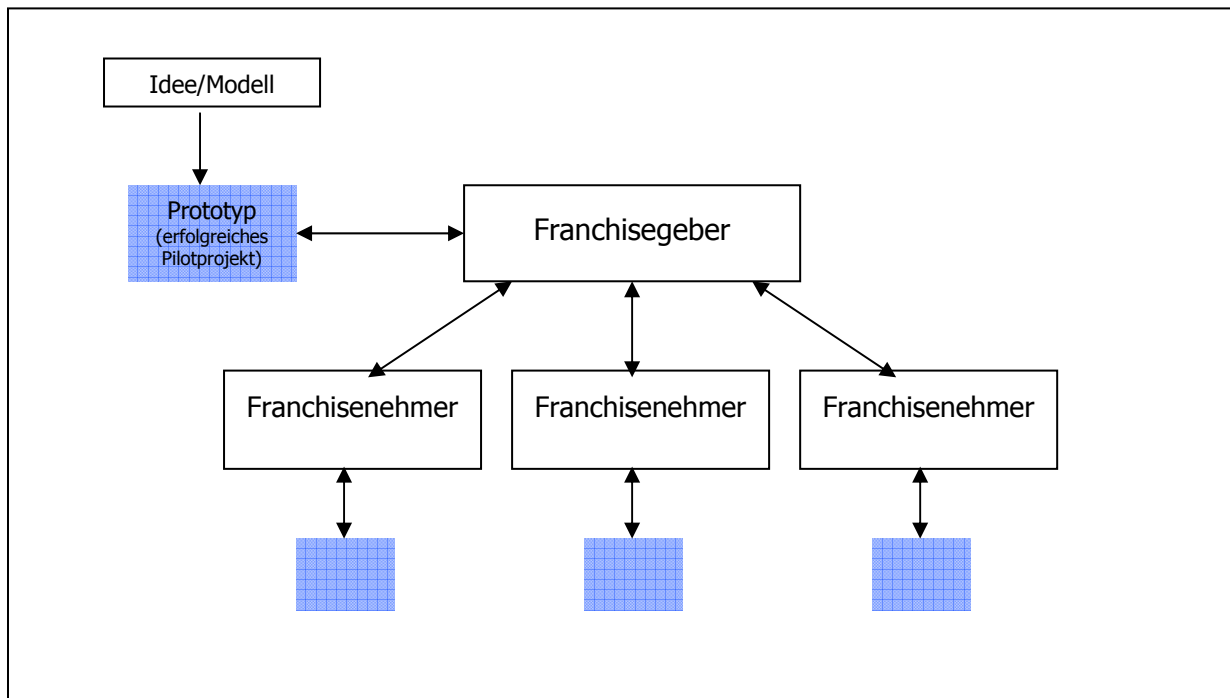 Idee/Modell
Prototyp
(erfolgreiches
Pilotprojekt)
Franchisegeber
Franchisenehmer
Franchisenehmer
Franchisenehmer